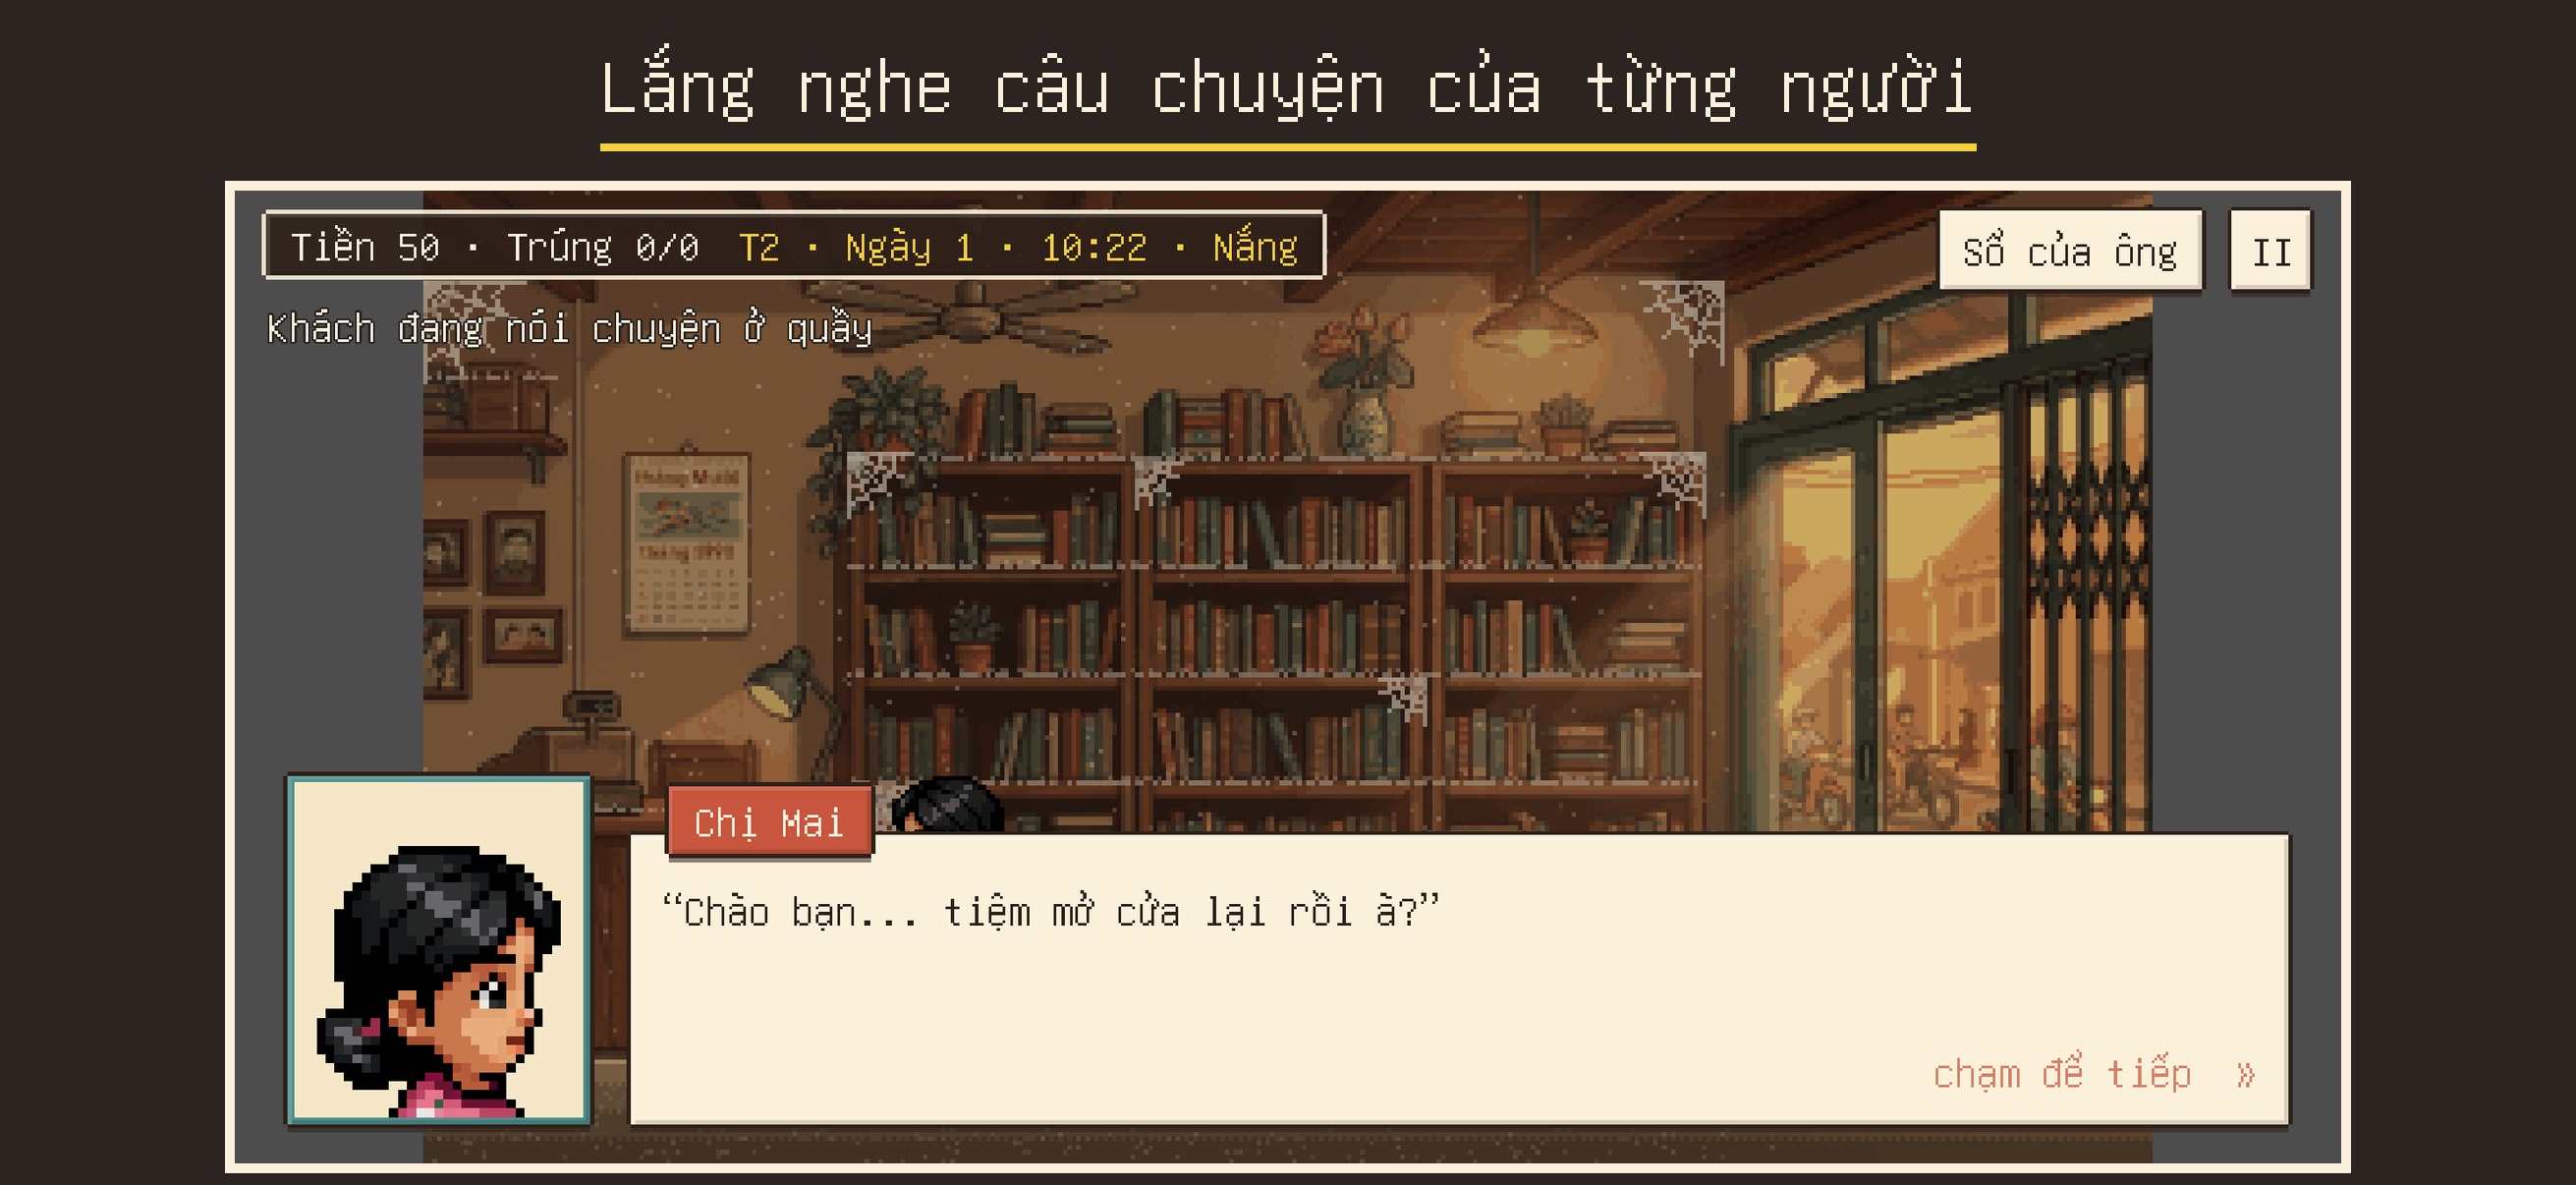 Lắng nghe câu chuyện của từng người
Tiền 50 · Trúng 0/0 T2 · Ngày 1 · 10:22 · Nắng
Sổ của ông
II
Khách đang nói chuyện ở quầy
Chị Mai
“Chào bạn... tiệm mở cửa lại rồi à?”
chạm để tiếp »